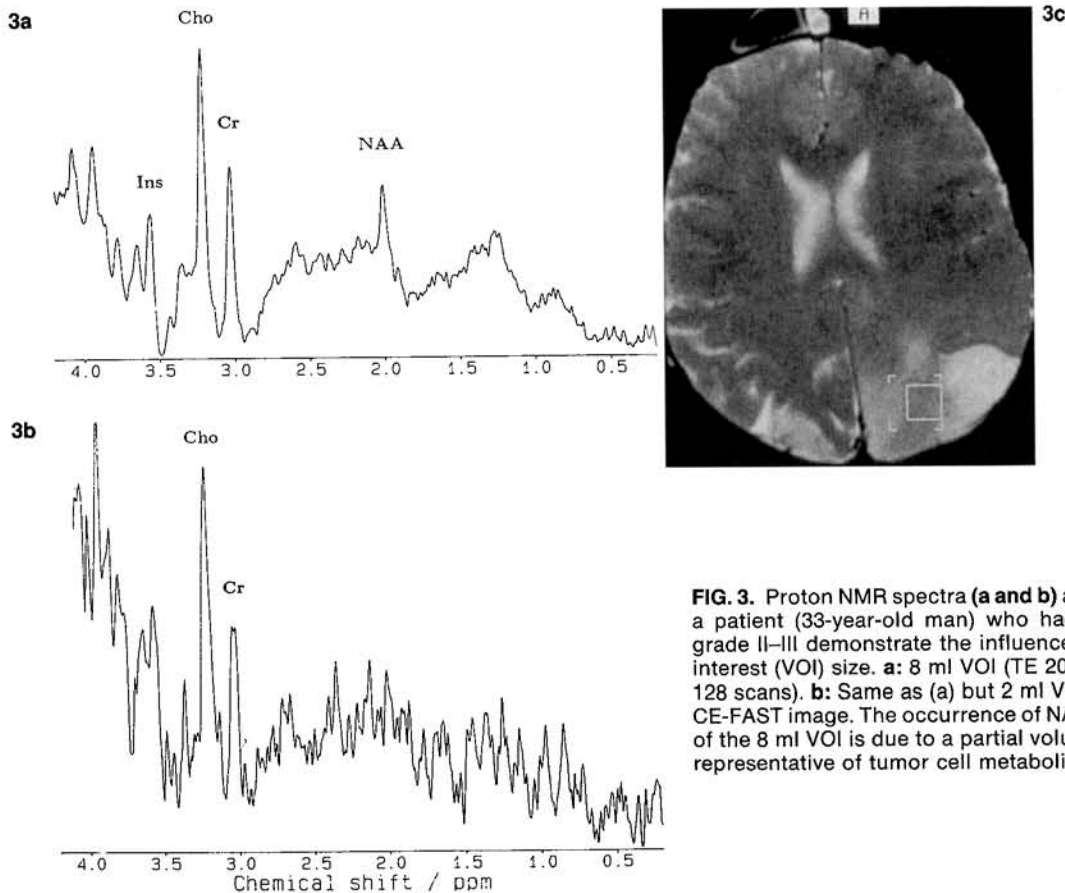 3a
Cho
Cr
NAA
Ins
4.0 3.5 3.0 2.5 2.0 1.5 1.0 0.5
3b
Cho
Cr
4.0 3.5 3.0 2.5 2.0 1.5 1.0 0.5
Chemical shift / ppm
3c
A
FIG. 3. Proton NMR spectra (a and b) a
a patient (33-year-old man) who ha
grade II–III demonstrate the influence
interest (VOI) size. a: 8 ml VOI (TE 20
128 scans). b: Same as (a) but 2 ml V
CE-FAST image. The occurrence of NA
of the 8 ml VOI is due to a partial volu
representative of tumor cell metaboli